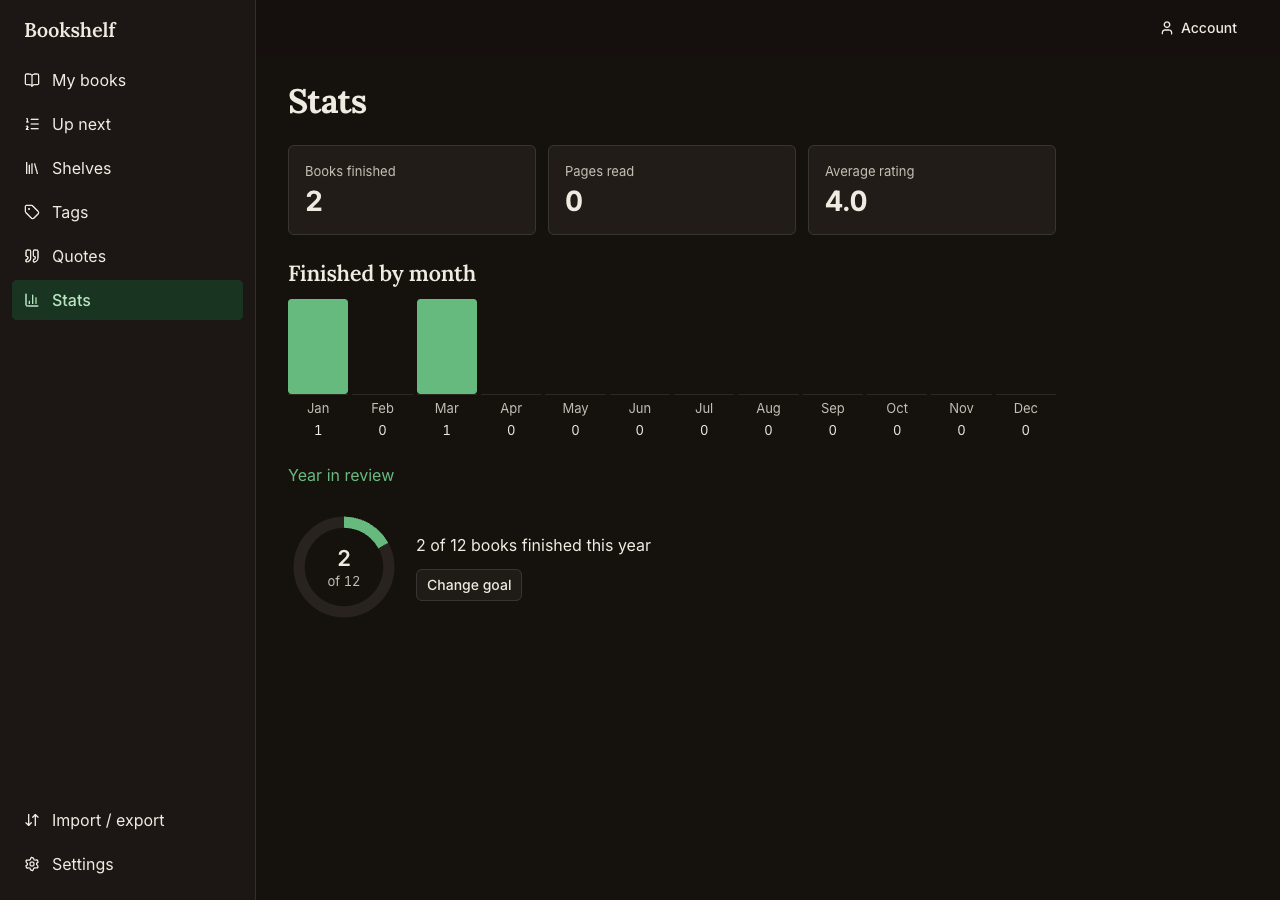 Bookshelf
Account
My books
Up next
Shelves
Tags
Quotes
Stats
Import / export
Settings
Stats
Books finished
2
Pages read
0
Average rating
4.0
Finished by month
Jan Feb Mar Apr May Jun Jul Aug Sep Oct Nov Dec
1 0 1 0 0 0 0 0 0 0 0 0
Year in review
2
of 12
2 of 12 books finished this year
Change goal